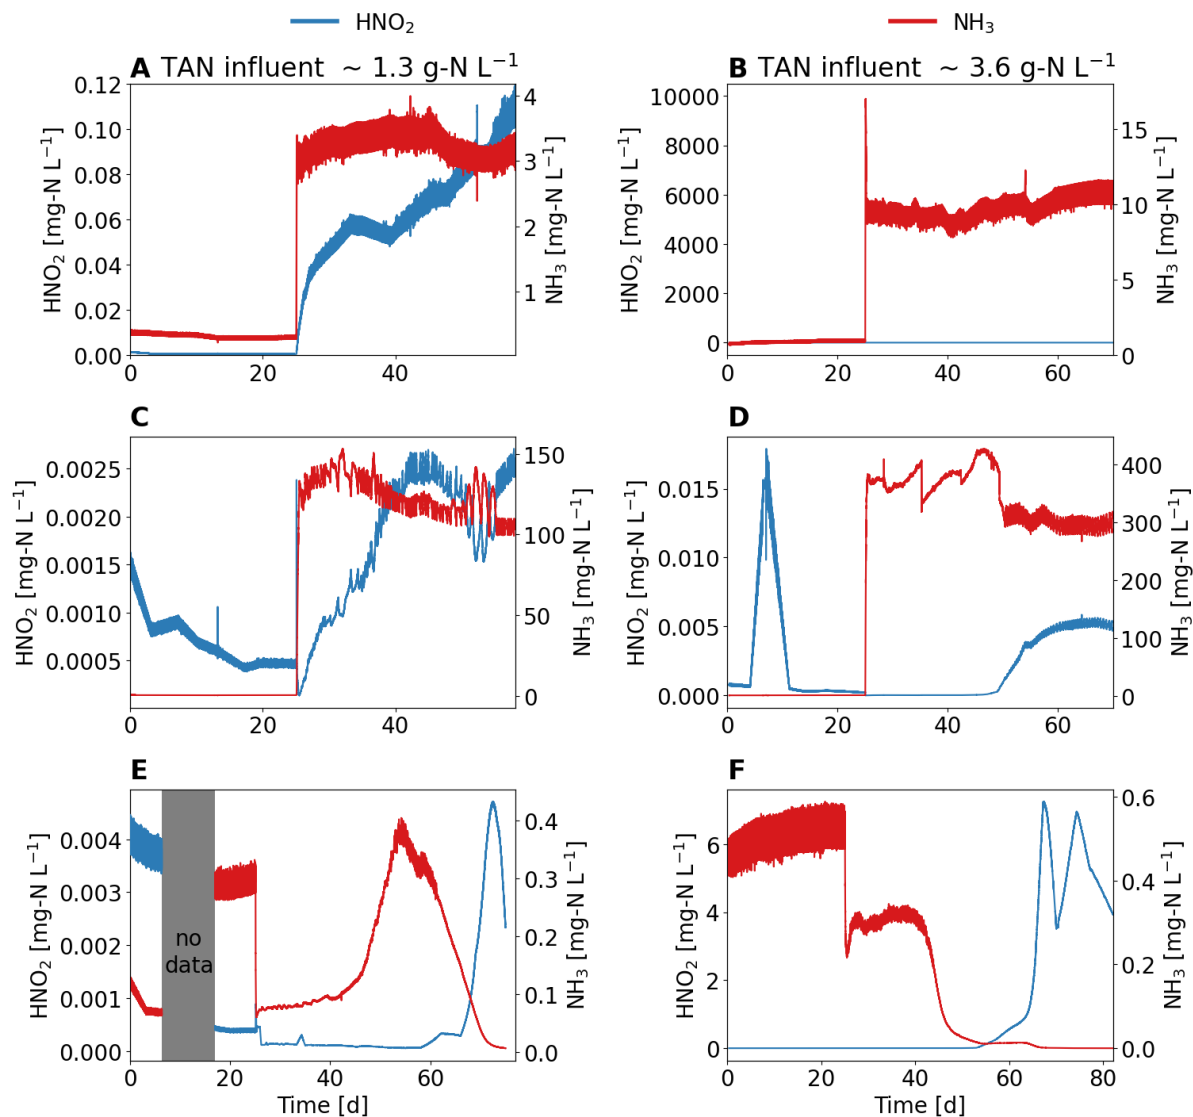 HNO₂ NH₃
A TAN influent ~ 1.3 g-N L⁻¹
0.12
0.10
0.08
0.06
0.04
0.02
0.00
HNO₂ [mg-N L⁻¹]
4
3
2
1
NH₃ [mg-N L⁻¹]
0 20 40
B TAN influent ~ 3.6 g-N L⁻¹
10000
8000
6000
4000
2000
0
HNO₂ [mg-N L⁻¹]
15
10
5
0
NH₃ [mg-N L⁻¹]
0 20 40 60
C
0.0025
0.0020
0.0015
0.0010
0.0005
HNO₂ [mg-N L⁻¹]
150
100
50
0
NH₃ [mg-N L⁻¹]
0 20 40
D
0.015
0.010
0.005
0.000
HNO₂ [mg-N L⁻¹]
400
300
200
100
0
NH₃ [mg-N L⁻¹]
0 20 40 60
E
0.004
0.003
0.002
0.001
0.000
HNO₂ [mg-N L⁻¹]
no
data
0.4
0.3
0.2
0.1
0.0
NH₃ [mg-N L⁻¹]
0 20 40 60
Time [d]
F
6
4
2
0
HNO₂ [mg-N L⁻¹]
0.6
0.4
0.2
0.0
NH₃ [mg-N L⁻¹]
0 20 40 60 80
Time [d]